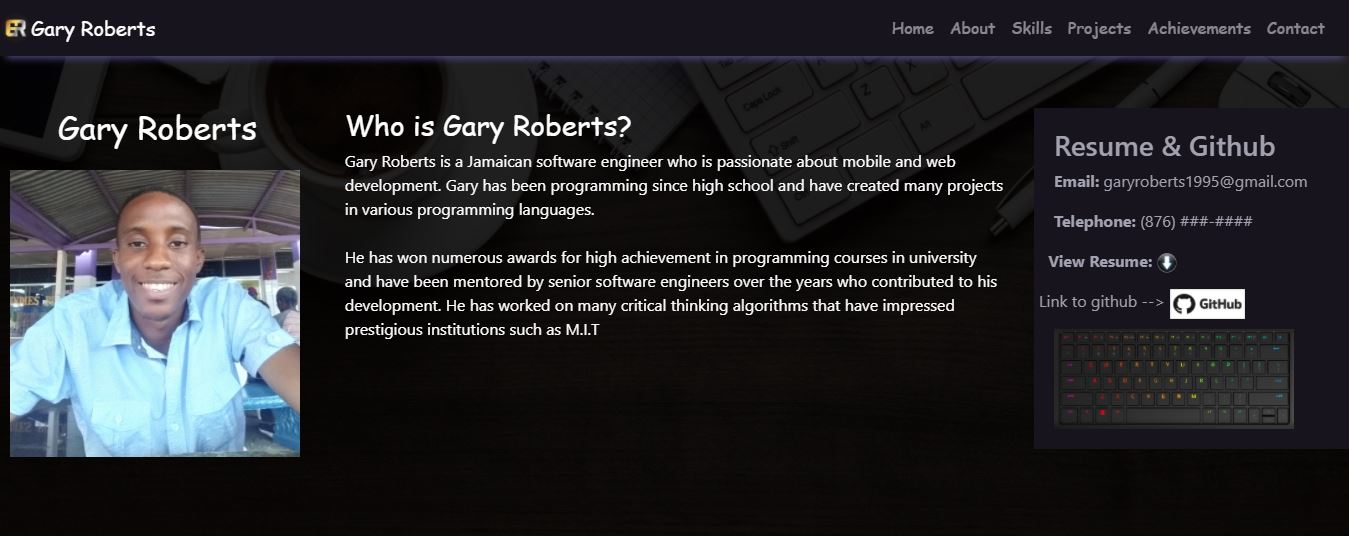 GR Gary Roberts
Home About Skills Projects Achievements Contact
Gary Roberts
Who is Gary Roberts?
Gary Roberts is a Jamaican software engineer who is passionate about mobile and web
development. Gary has been programming since high school and have created many projects
in various programming languages.
He has won numerous awards for high achievement in programming courses in university
and have been mentored by senior software engineers over the years who contributed to his
development. He has worked on many critical thinking algorithms that have impressed
prestigious institutions such as M.I.T
Resume & Github
Email: garyroberts1995@gmail.com
Telephone: (876) ###-####
View Resume:
Link to github --> GitHub
Tab
Caps Lock
Shift
Alt